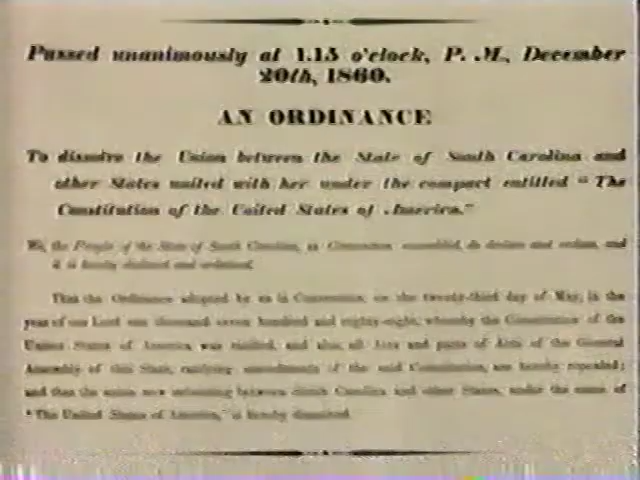 Passed unanimously at 1.15 o'clock, P. M., December
20th, 1860.
AN ORDINANCE
To dissolve the Union between the State of South Carolina and
other States united with her under the compact entitled "The
Constitution of the United States of America."
We, the People of the State of South Carolina, in Convention assembled, do declare and ordain, and
it is hereby declared and ordained,
That the Ordinance adopted by us in Convention, on the twenty-third day of May, in the
year of our Lord one thousand seven hundred and eighty-eight, whereby the Constitution of the
United States of America was ratified, and also, all Acts and parts of Acts of the General
Assembly of this State, ratifying amendments of the said Constitution, are hereby repealed;
and that the union now subsisting between South Carolina and other States, under the name of
"The United States of America," is hereby dissolved.